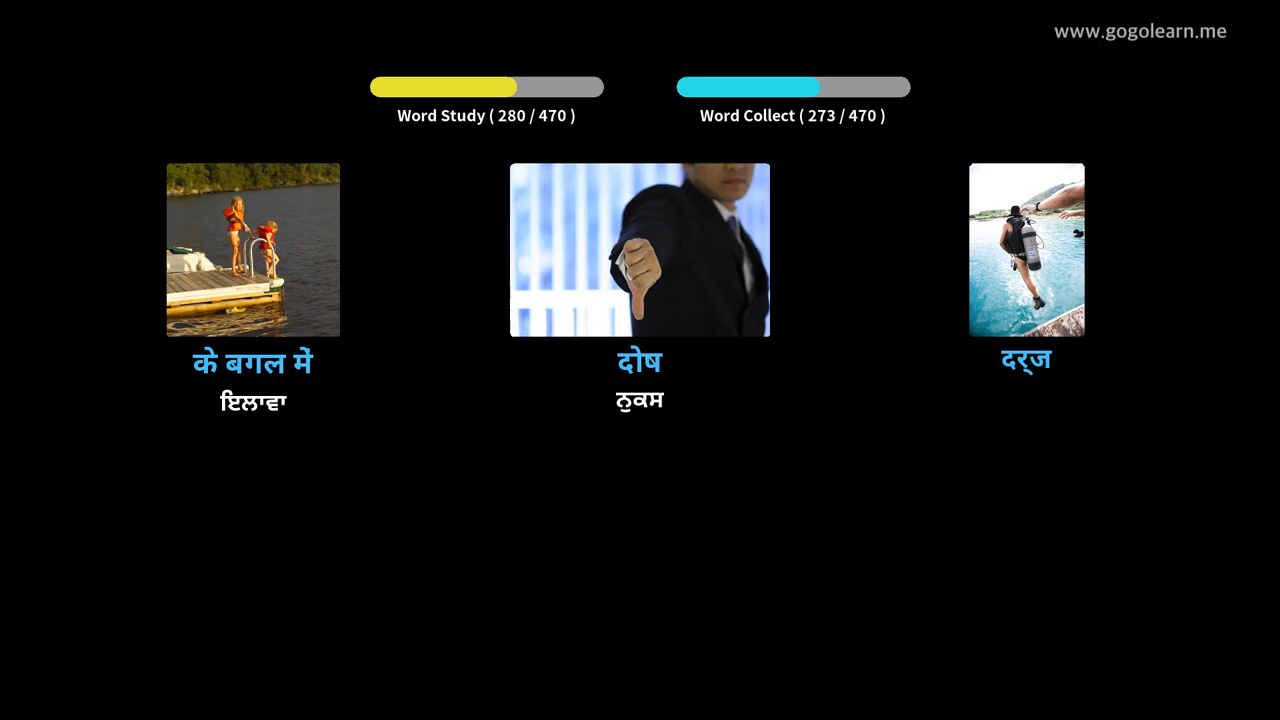 www.gogolearn.me
Word Study ( 280 / 470 )
Word Collect ( 273 / 470 )
के बगल में
दोष
दर्ज
ਇਲਾਵਾ
ਨੁਕਸ